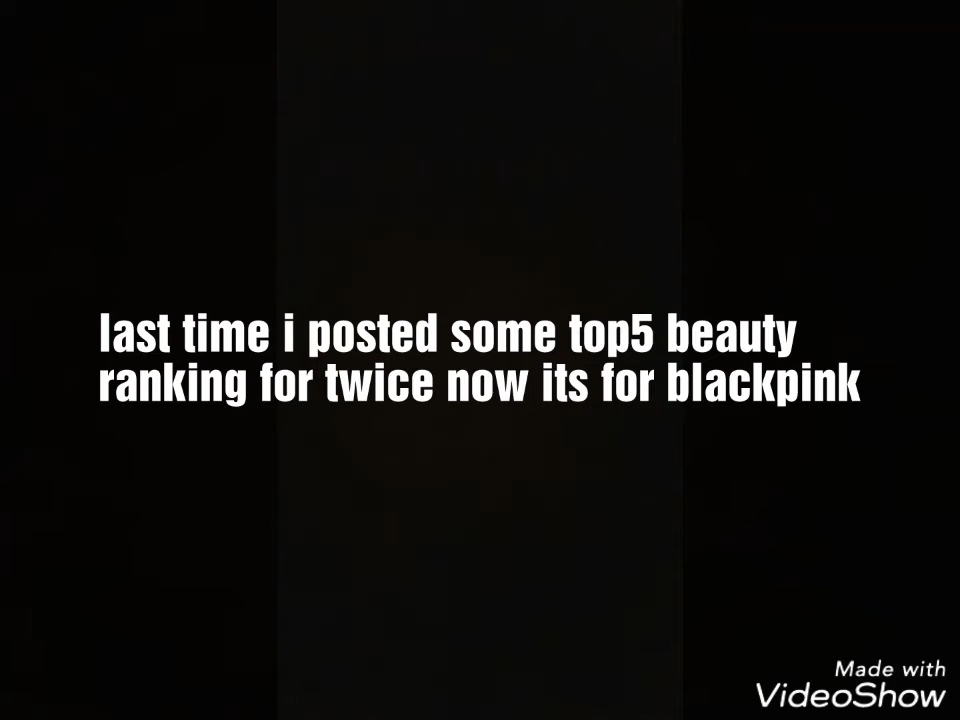 last time i posted some top5 beauty
ranking for twice now its for blackpink
Made with
VideoShow